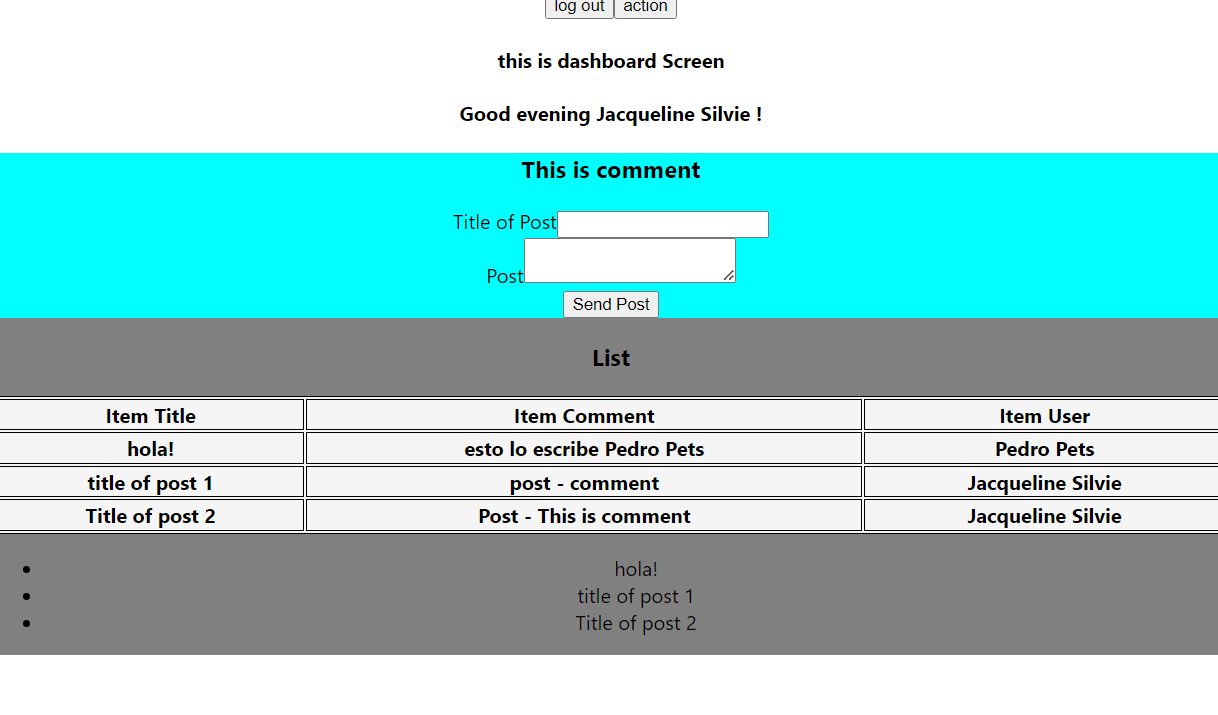 log out action
this is dashboard Screen
Good evening Jacqueline Silvie !
This is comment
Title of Post
Post
Send Post
List
Item Title Item Comment Item User
hola! esto lo escribe Pedro Pets Pedro Pets
title of post 1 post - comment Jacqueline Silvie
Title of post 2 Post - This is comment Jacqueline Silvie
hola!
title of post 1
Title of post 2